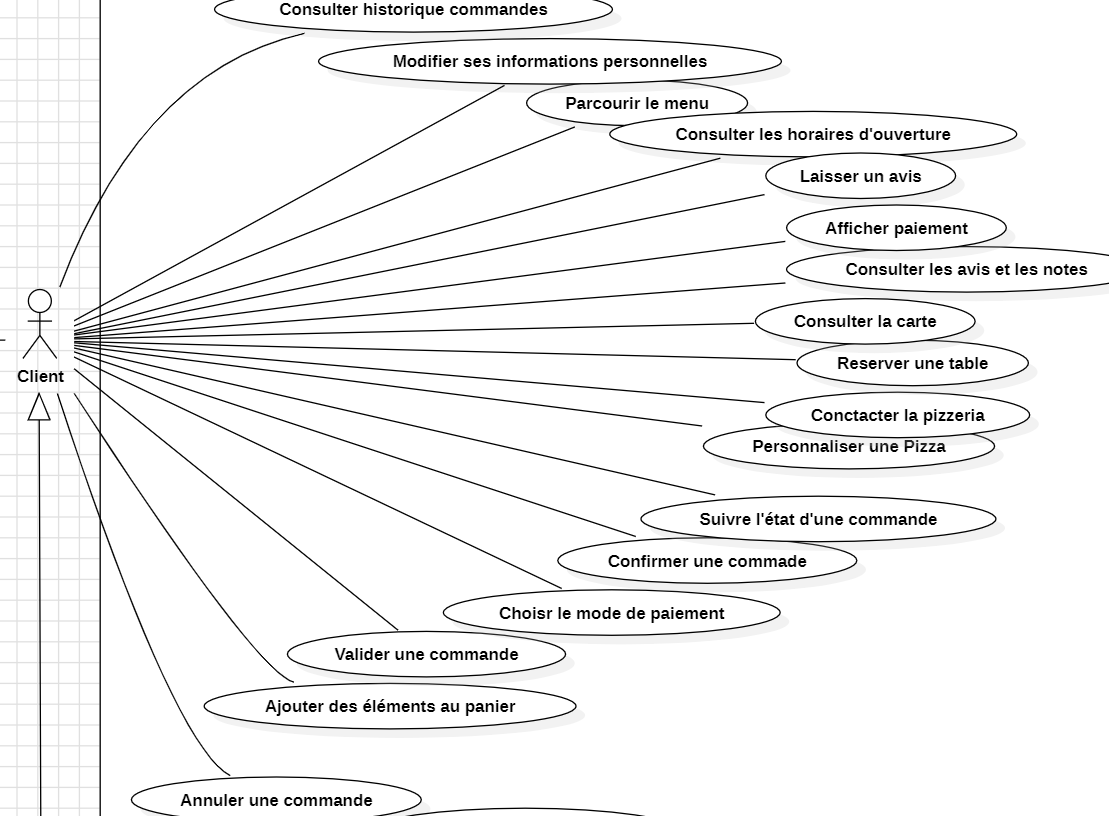 Consulter historique commandes
Modifier ses informations personnelles
Parcourir le menu
Consulter les horaires d'ouverture
Laisser un avis
Afficher paiement
Consulter les avis et les notes
Consulter la carte
Reserver une table
Client
Conctacter la pizzeria
Personnaliser une Pizza
Suivre l'état d'une commande
Confirmer une commade
Choisr le mode de paiement
Valider une commande
Ajouter des éléments au panier
Annuler une commande